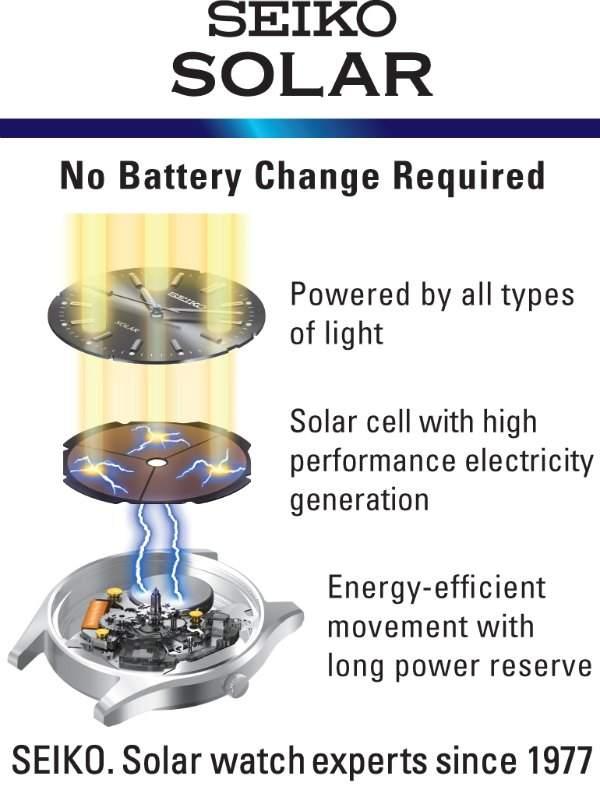 SEIKO
SOLAR
No Battery Change Required
SEIKO
SOLAR
Powered by all types
of light
Solar cell with high
performance electricity
generation
Energy-efficient
movement with
long power reserve
SEIKO. Solar watch experts since 1977